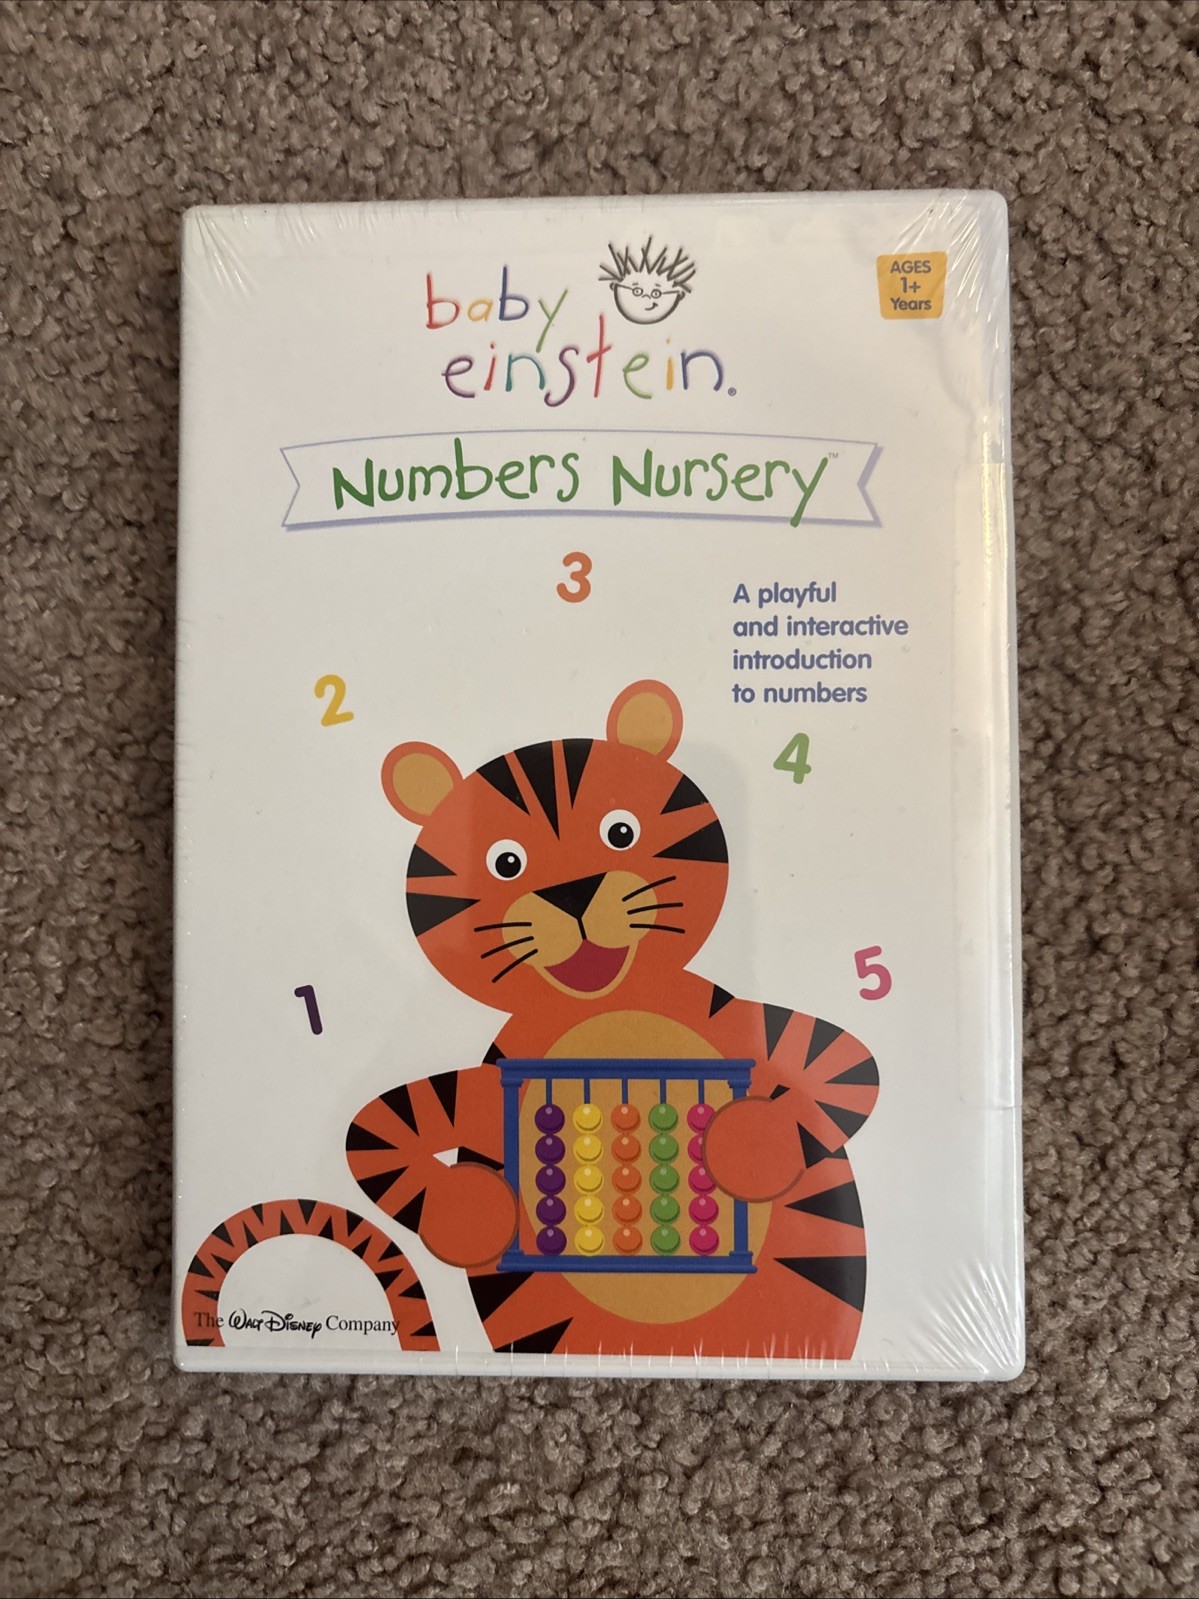 AGES
1+
Years
baby
einstein®
Numbers Nursery™
3
A playful
and interactive
introduction
to numbers
2
4
5
1
The Walt Disney Company